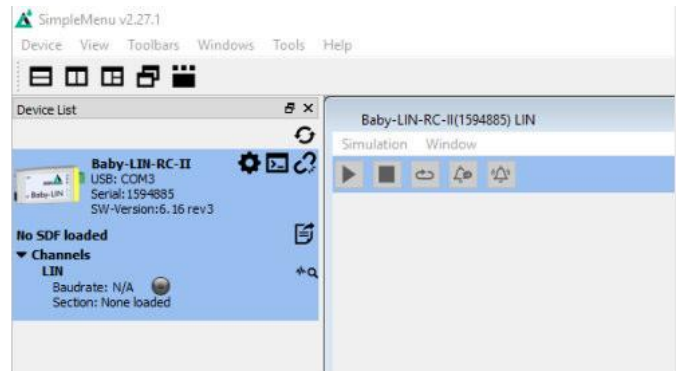 SimpleMenu v2.27.1
Device View Toolbars Windows Tools Help
Device List
Baby-LIN-RC-II
USB: COM3
Serial: 1594885
SW-Version: 6.16 rev3
Baby-LIN
No SDF loaded
Channels
LIN
Baudrate: N/A
Section: None loaded
Baby-LIN-RC-II(1594885) LIN
Simulation Window